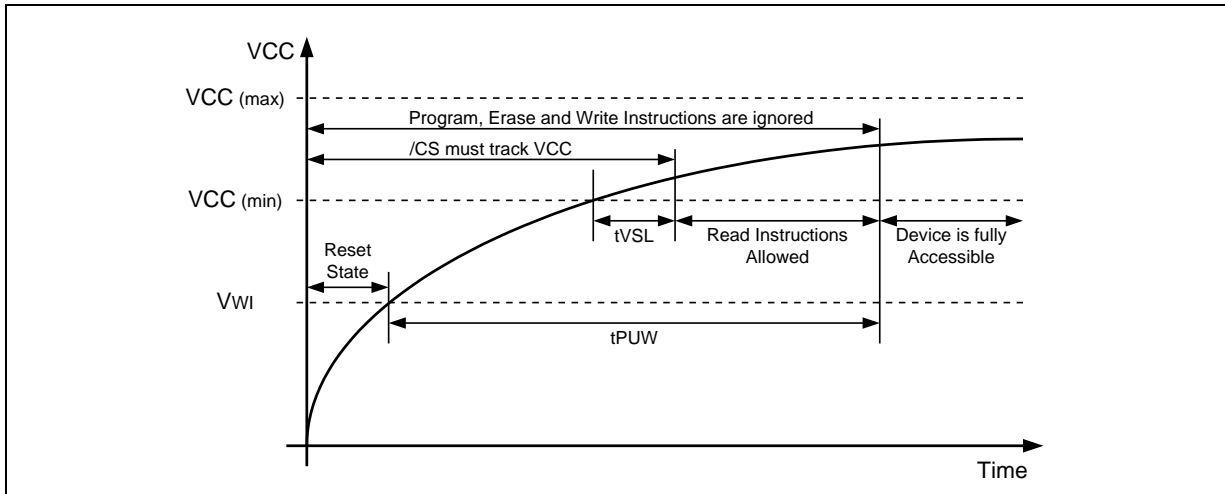 VCC
VCC (max)
Program, Erase and Write Instructions are ignored
/CS must track VCC
VCC (min)
tVSL
Read Instructions
Allowed
Device is fully
Accessible
Reset
State
VWI
tPUW
Time